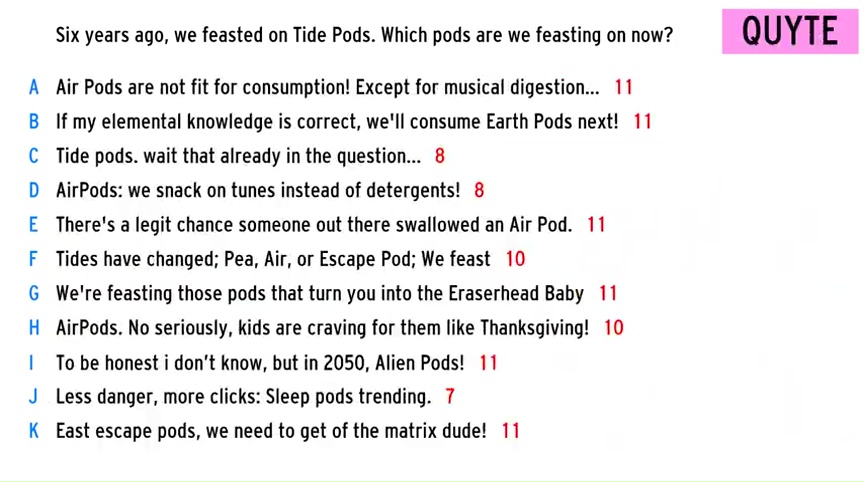 Six years ago, we feasted on Tide Pods. Which pods are we feasting on now?
QUYTE
A Air Pods are not fit for consumption! Except for musical digestion... 11
B If my elemental knowledge is correct, we'll consume Earth Pods next! 11
C Tide pods. wait that already in the question... 8
D AirPods: we snack on tunes instead of detergents! 8
E There's a legit chance someone out there swallowed an Air Pod. 11
F Tides have changed; Pea, Air, or Escape Pod; We feast 10
G We're feasting those pods that turn you into the Eraserhead Baby 11
H AirPods. No seriously, kids are craving for them like Thanksgiving! 10
I To be honest i don't know, but in 2050, Alien Pods! 11
J Less danger, more clicks: Sleep pods trending. 7
K East escape pods, we need to get of the matrix dude! 11